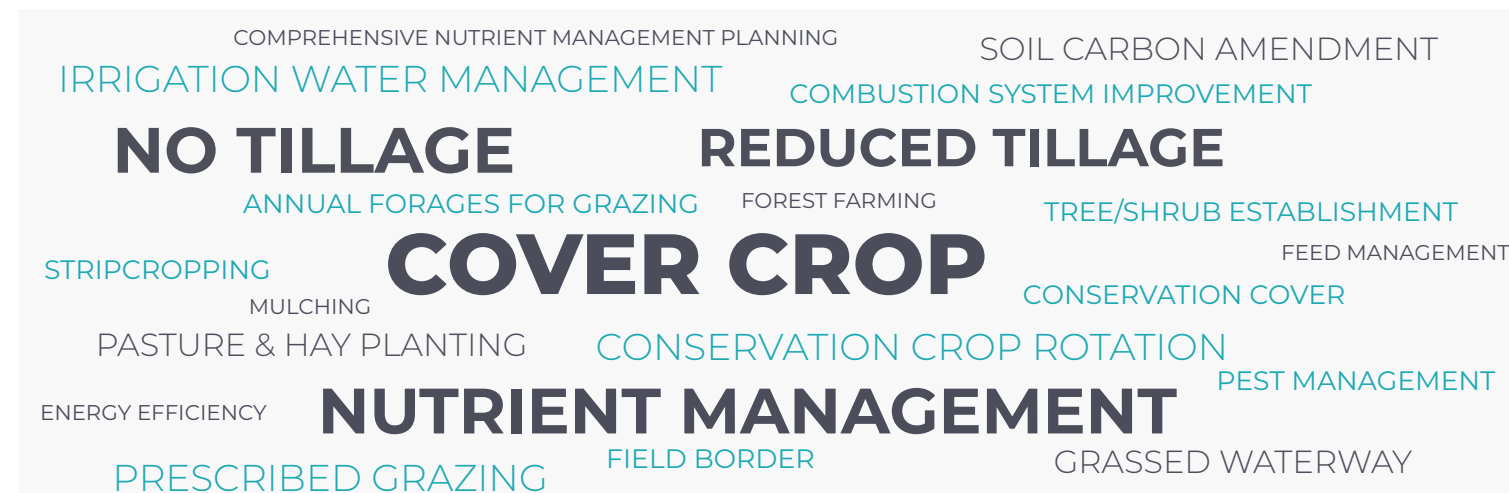 COMPREHENSIVE NUTRIENT MANAGEMENT PLANNING
SOIL CARBON AMENDMENT
IRRIGATION WATER MANAGEMENT
COMBUSTION SYSTEM IMPROVEMENT
NO TILLAGE
REDUCED TILLAGE
ANNUAL FORAGES FOR GRAZING
FOREST FARMING
TREE/SHRUB ESTABLISHMENT
COVER CROP
FEED MANAGEMENT
STRIPCROPPING
CONSERVATION COVER
MULCHING
PASTURE & HAY PLANTING
CONSERVATION CROP ROTATION
PEST MANAGEMENT
ENERGY EFFICIENCY
NUTRIENT MANAGEMENT
FIELD BORDER
GRASSED WATERWAY
PRESCRIBED GRAZING